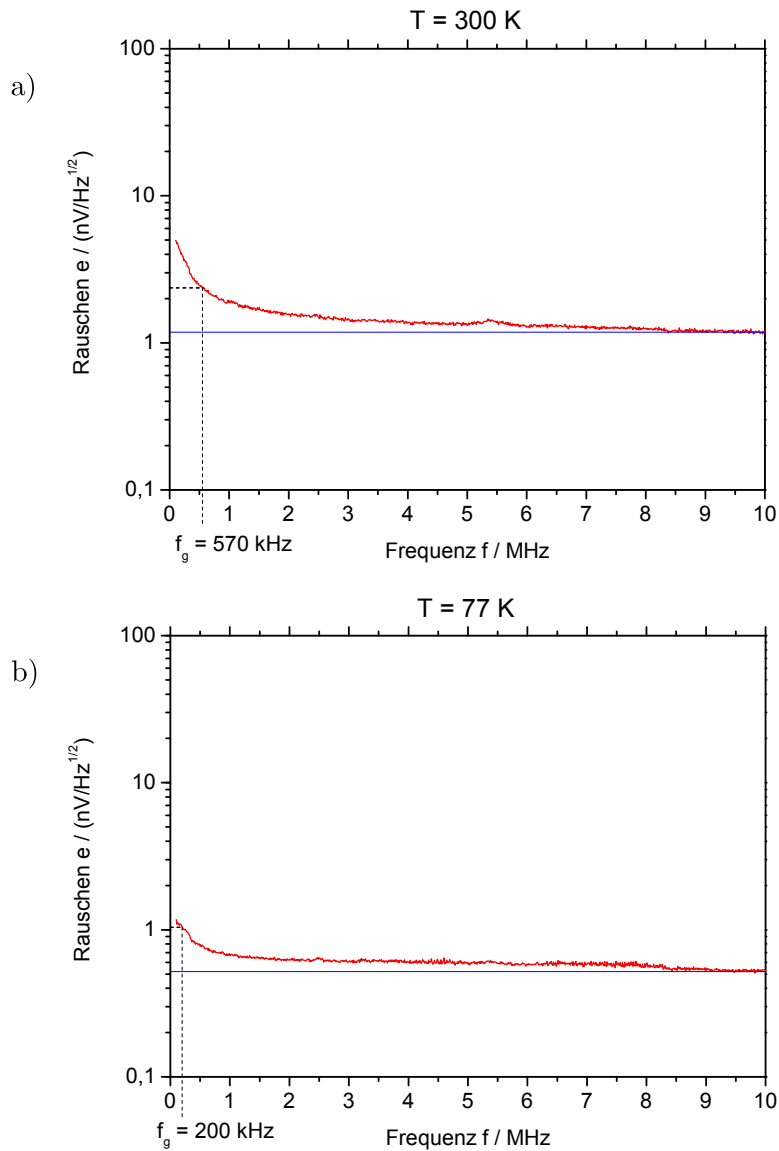 T = 300 K
a)
100
10
1
0,1
Rauschen e / (nV/Hz^1/2)
0 1 2 3 4 5 6 7 8 9 10
f_g = 570 kHz
Frequenz f / MHz
T = 77 K
b)
100
10
1
0,1
Rauschen e / (nV/Hz^1/2)
0 1 2 3 4 5 6 7 8 9 10
f_g = 200 kHz
Frequenz f / MHz